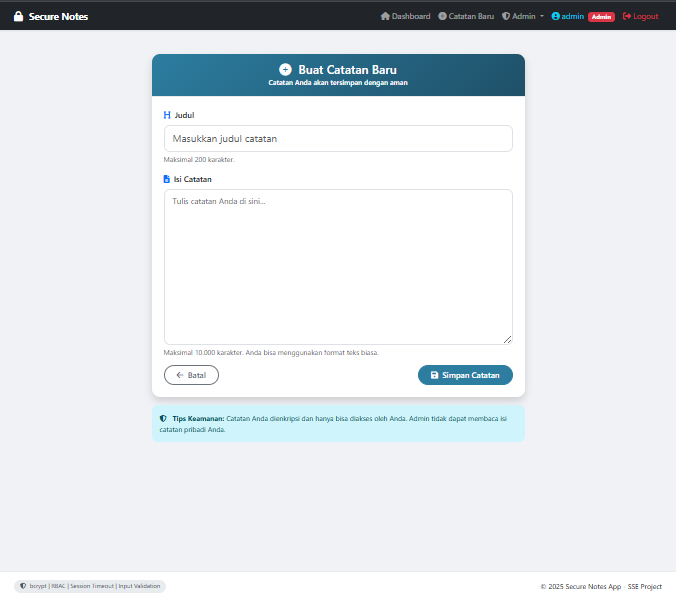 Secure Notes
Dashboard Catatan Baru Admin admin Admin Logout
Buat Catatan Baru
Catatan Anda akan tersimpan dengan aman
Judul
Masukkan judul catatan
Maksimal 200 karakter.
Isi Catatan
Tulis catatan Anda di sini...
Maksimal 10.000 karakter. Anda bisa menggunakan format teks biasa.
Batal
Simpan Catatan
Tips Keamanan: Catatan Anda dienkripsi dan hanya bisa diakses oleh Anda. Admin tidak dapat membaca isi
catatan pribadi Anda.
bcrypt | RBAC | Session Timeout | Input Validation
© 2025 Secure Notes App - SSE Project